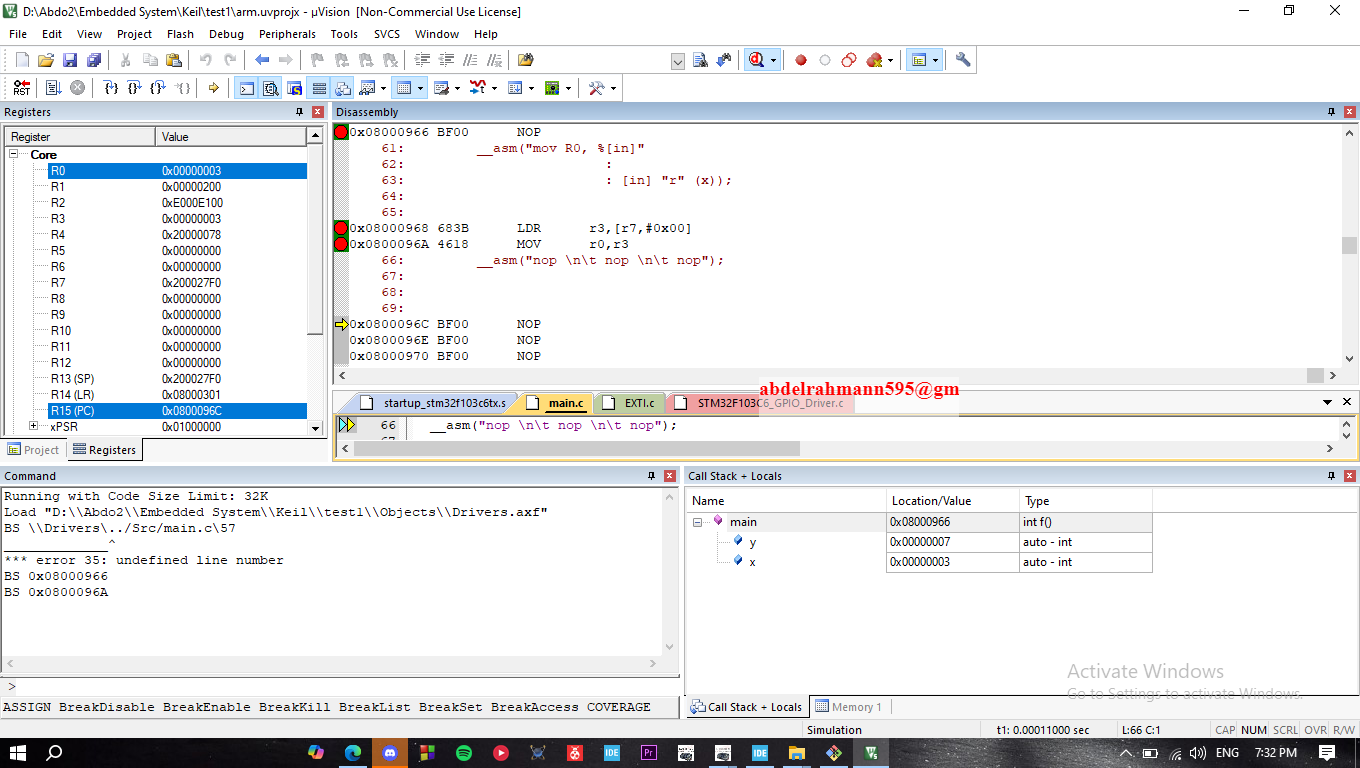 D:\Abdo2\Embedded System\Keil\test1\arm.uvprojx - µVision [Non-Commercial Use License]
File Edit View Project Flash Debug Peripherals Tools SVCS Window Help
RST
Registers
Register Value
Core
R0 0x00000003
R1 0x00000200
R2 0xE000E100
R3 0x00000003
R4 0x20000078
R5 0x00000000
R6 0x00000000
R7 0x200027F0
R8 0x00000000
R9 0x00000000
R10 0x00000000
R11 0x00000000
R12 0x00000000
R13 (SP) 0x200027F0
R14 (LR) 0x08000301
R15 (PC) 0x0800096C
xPSR 0x01000000
Project Registers
Disassembly
0x08000966 BF00 NOP
61: __asm("mov R0, %[in]"
62: :
63: : [in] "r" (x));
64:
65:
0x08000968 683B LDR r3,[r7,#0x00]
0x0800096A 4618 MOV r0,r3
66: __asm("nop \n\t nop \n\t nop");
67:
68:
69:
0x0800096C BF00 NOP
0x0800096E BF00 NOP
0x08000970 BF00 NOP
abdelrahmann595@gm
startup_stm32f103c6tx.s main.c EXTI.c STM32F103C6_GPIO_Driver.c
66 __asm("nop \n\t nop \n\t nop");
Command
Running with Code Size Limit: 32K
Load "D:\\Abdo2\\Embedded System\\Keil\\test1\\Objects\\Drivers.axf"
BS \\Drivers\../Src/main.c\57
_____________^
*** error 35: undefined line number
BS 0x08000966
BS 0x0800096A
>
ASSIGN BreakDisable BreakEnable BreakKill BreakList BreakSet BreakAccess COVERAGE
Call Stack + Locals
Name Location/Value Type
main 0x08000966 int f()
y 0x00000007 auto - int
x 0x00000003 auto - int
Activate Windows
Go to Settings to activate Windows.
Call Stack + Locals Memory 1
Simulation t1: 0.00011000 sec L:66 C:1 CAP NUM SCRL OVR R/W
IDE Pr IDE ENG 7:32 PM